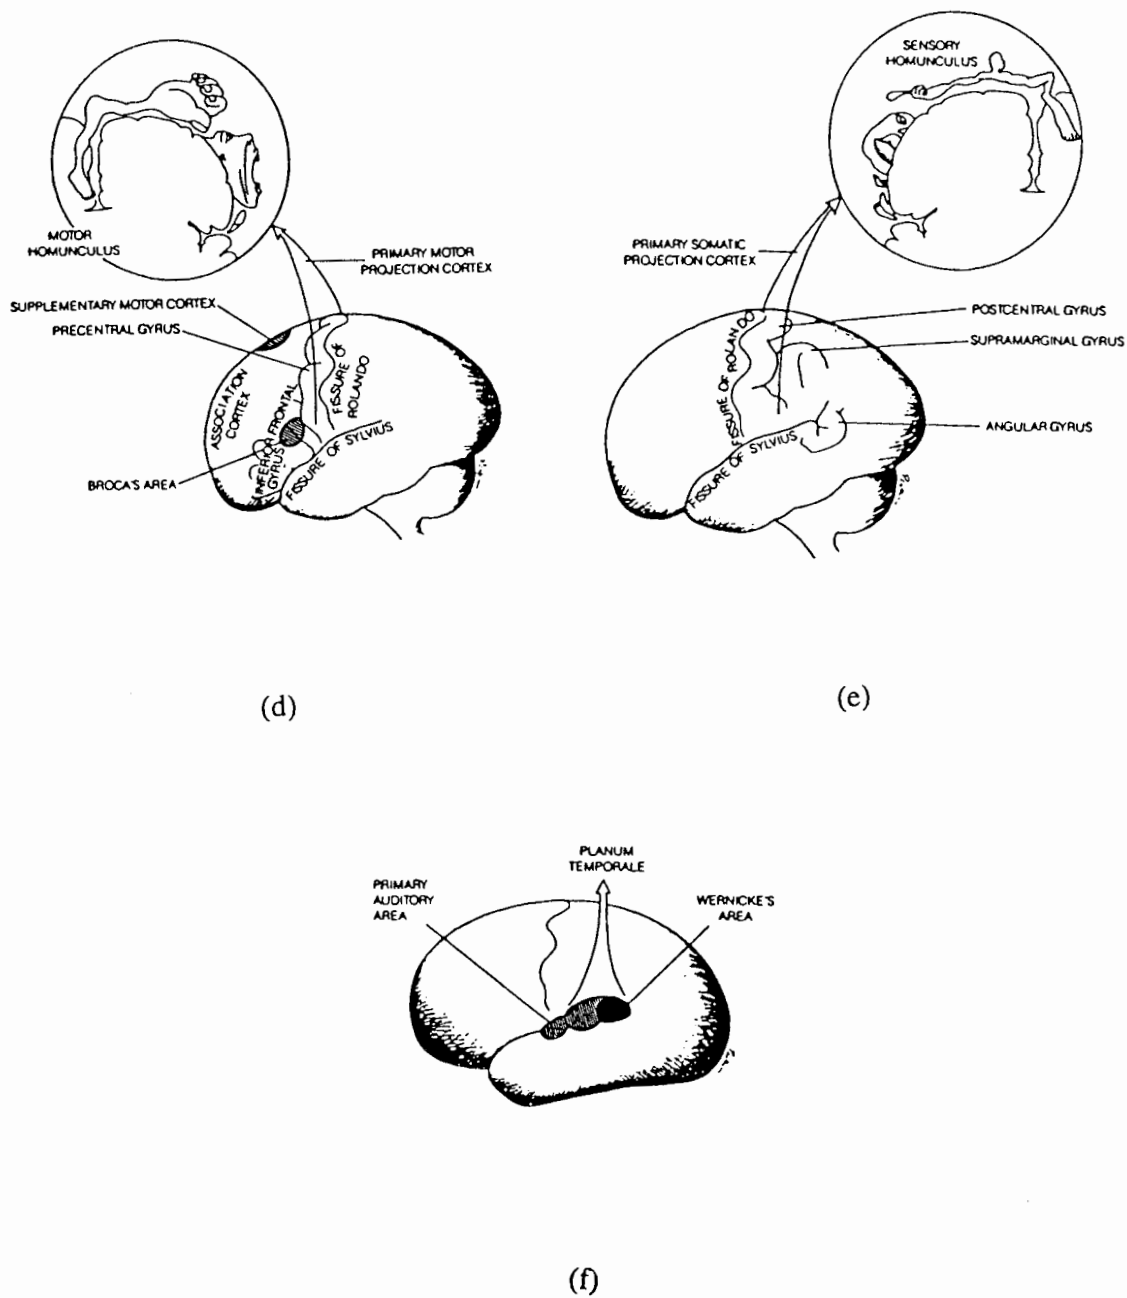 MOTOR
HOMUNCULUS
PRIMARY MOTOR
PROJECTION CORTEX
SUPPLEMENTARY MOTOR CORTEX
PRECENTRAL GYRUS
ASSOCIATION
CORTEX
INFERIOR FRONTAL
GYRUS
FISSURE OF
ROLANDO
FISSURE OF SYLVIUS
BROCA'S AREA
(d)
SENSORY
HOMUNCULUS
PRIMARY SOMATIC
PROJECTION CORTEX
POSTCENTRAL GYRUS
SUPRAMARGINAL GYRUS
FISSURE OF ROLANDO
FISSURE OF SYLVIUS
ANGULAR GYRUS
(e)
PLANUM
TEMPORALE
PRIMARY
AUDITORY
AREA
WERNICKE'S
AREA
(f)